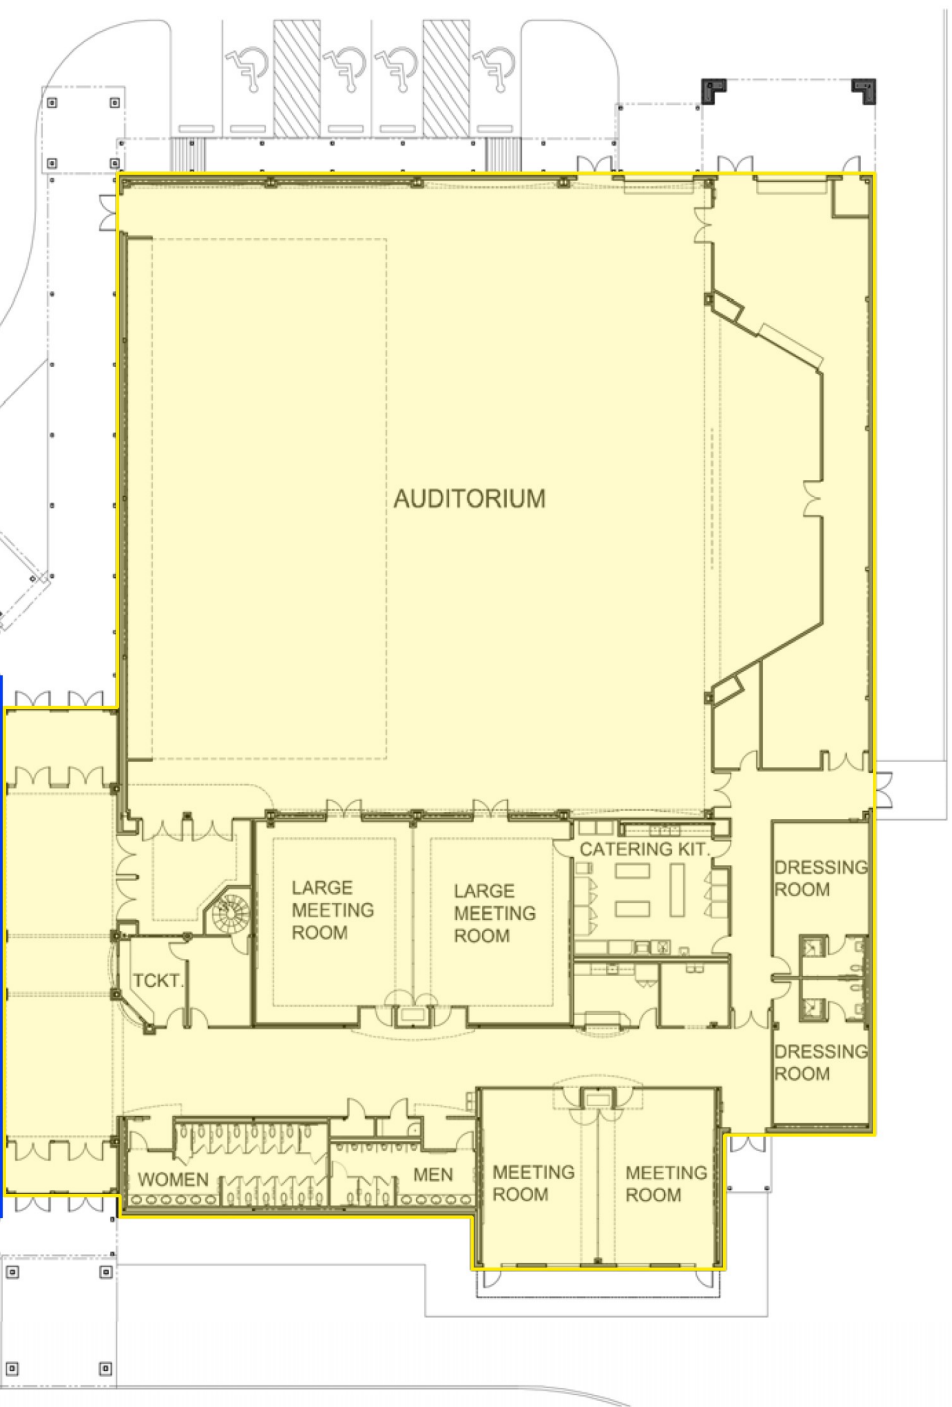 AUDITORIUM
CATERING KIT.
LARGE
MEETING
ROOM
LARGE
MEETING
ROOM
DRESSING
ROOM
TCKT.
DRESSING
ROOM
WOMEN
MEN
MEETING
ROOM
MEETING
ROOM